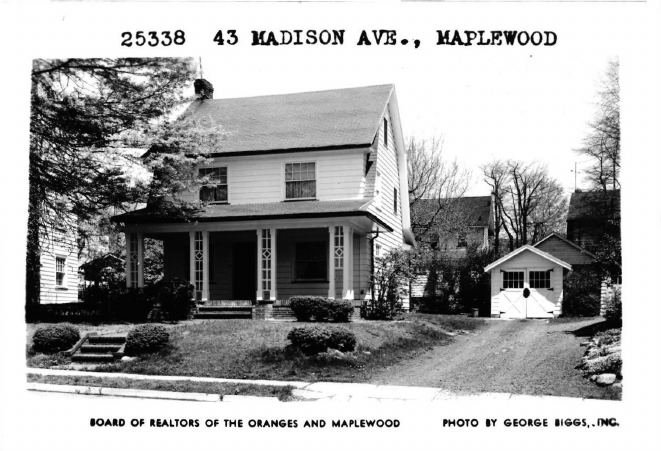 25338 43 MADISON AVE., MAPLEWOOD
BOARD OF REALTORS OF THE ORANGES AND MAPLEWOOD PHOTO BY GEORGE BIGGS, INC.